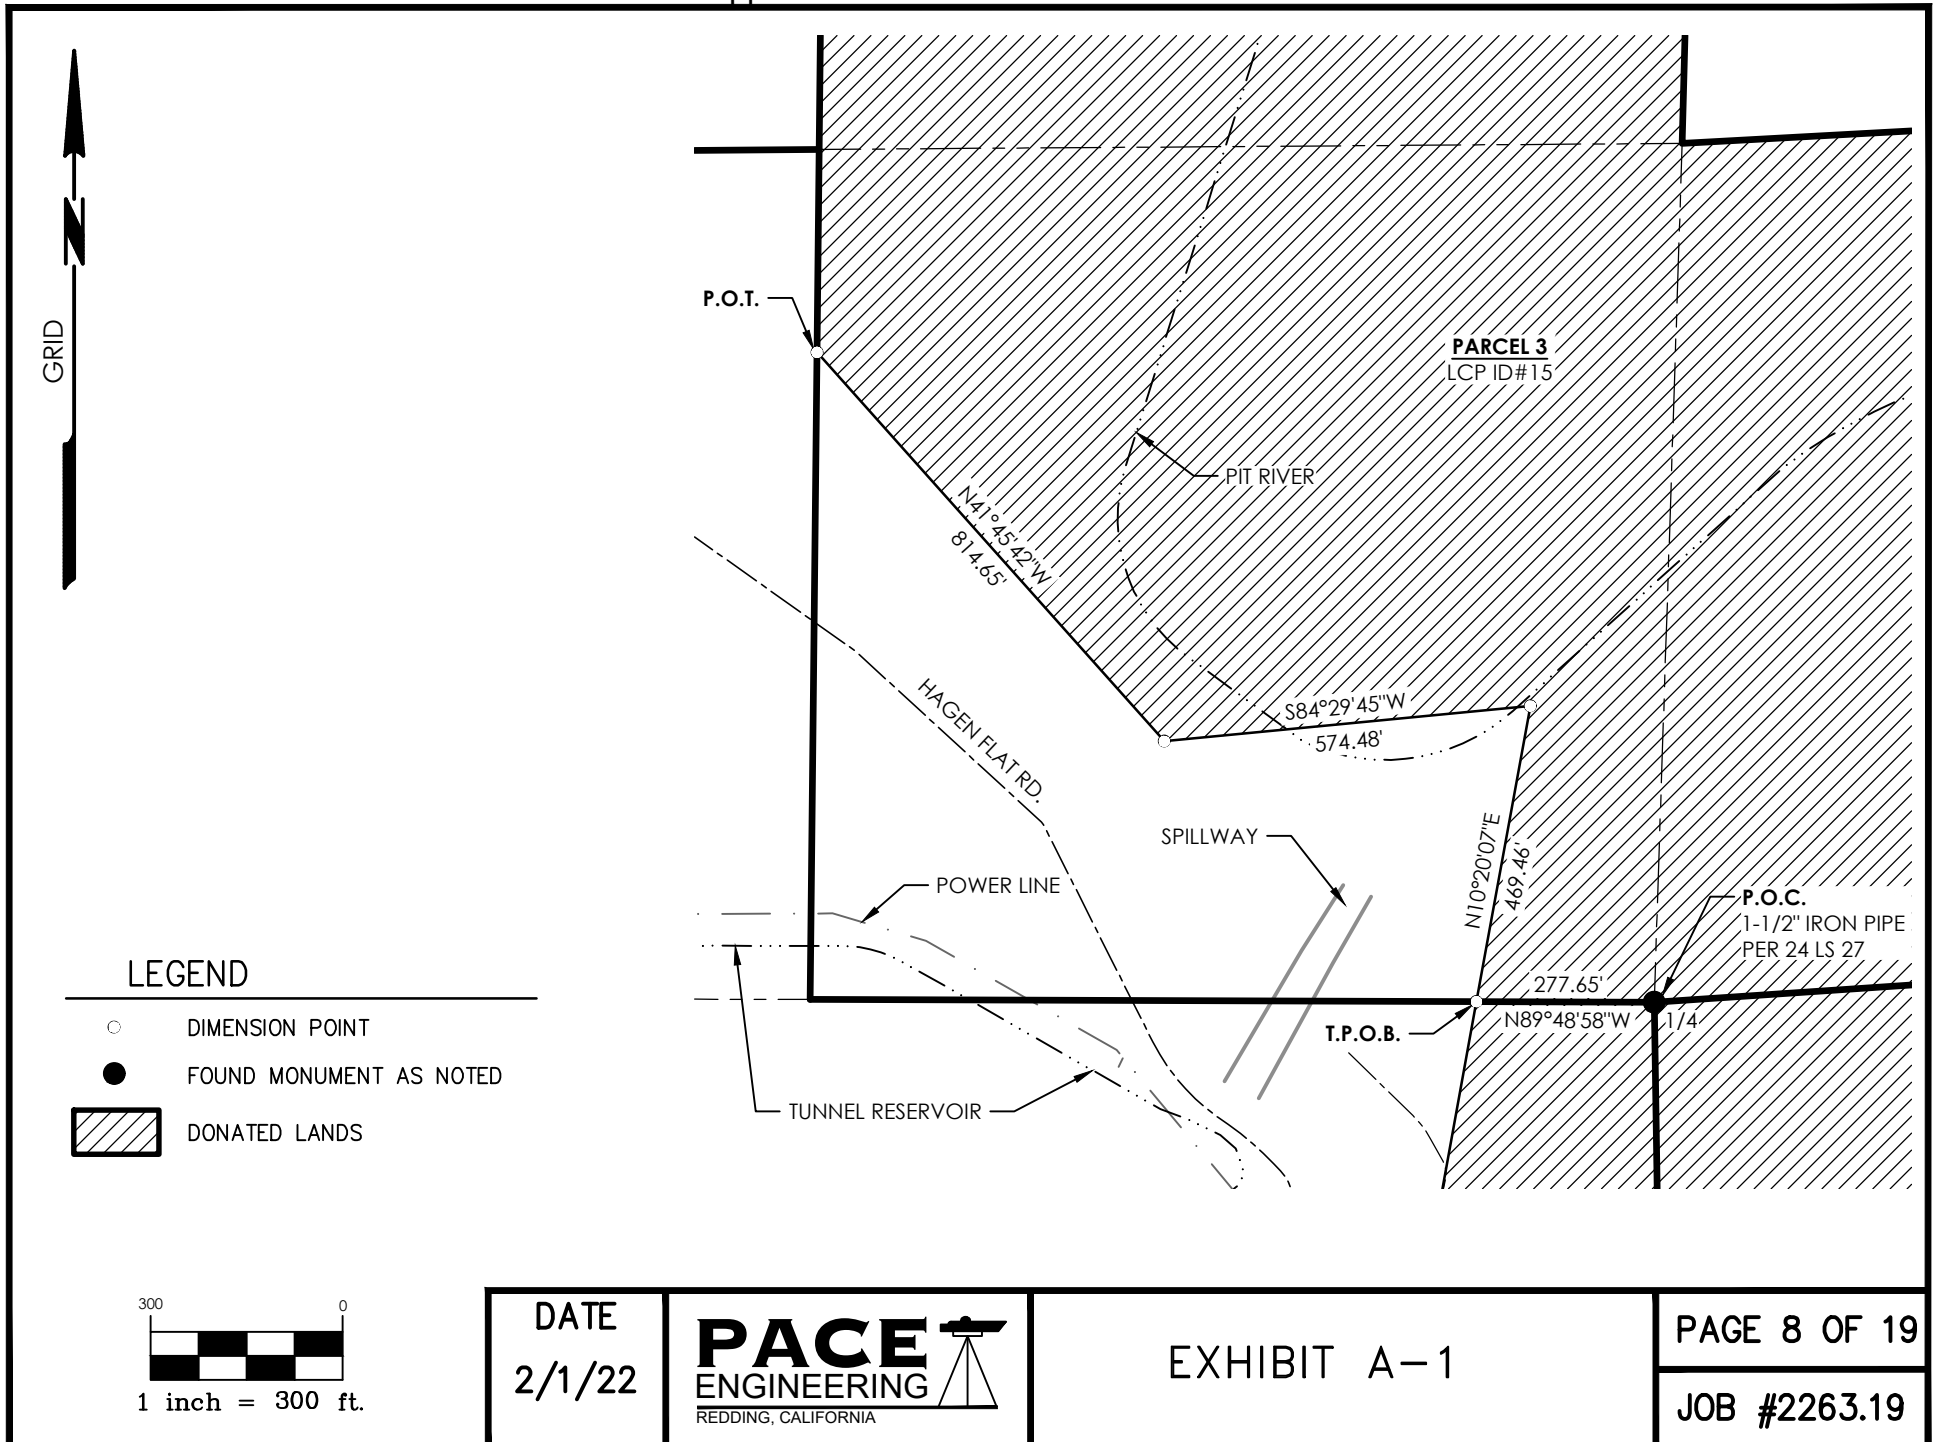 N
GRID
P.O.T.
PARCEL 3
LCP ID#15
PIT RIVER
N41°45'42"W
814.65'
HAGEN FLAT RD.
S84°29'45"W
574.48'
SPILLWAY
N10°20'07"E
469.46'
POWER LINE
P.O.C.
1-1/2" IRON PIPE
PER 24 LS 27
277.65'
N89°48'58"W
1/4
T.P.O.B.
TUNNEL RESERVOIR
LEGEND
DIMENSION POINT
FOUND MONUMENT AS NOTED
DONATED LANDS
300 0
1 inch = 300 ft.
DATE
2/1/22
PACE
ENGINEERING
REDDING, CALIFORNIA
EXHIBIT A-1
PAGE 8 OF 19
JOB #2263.19